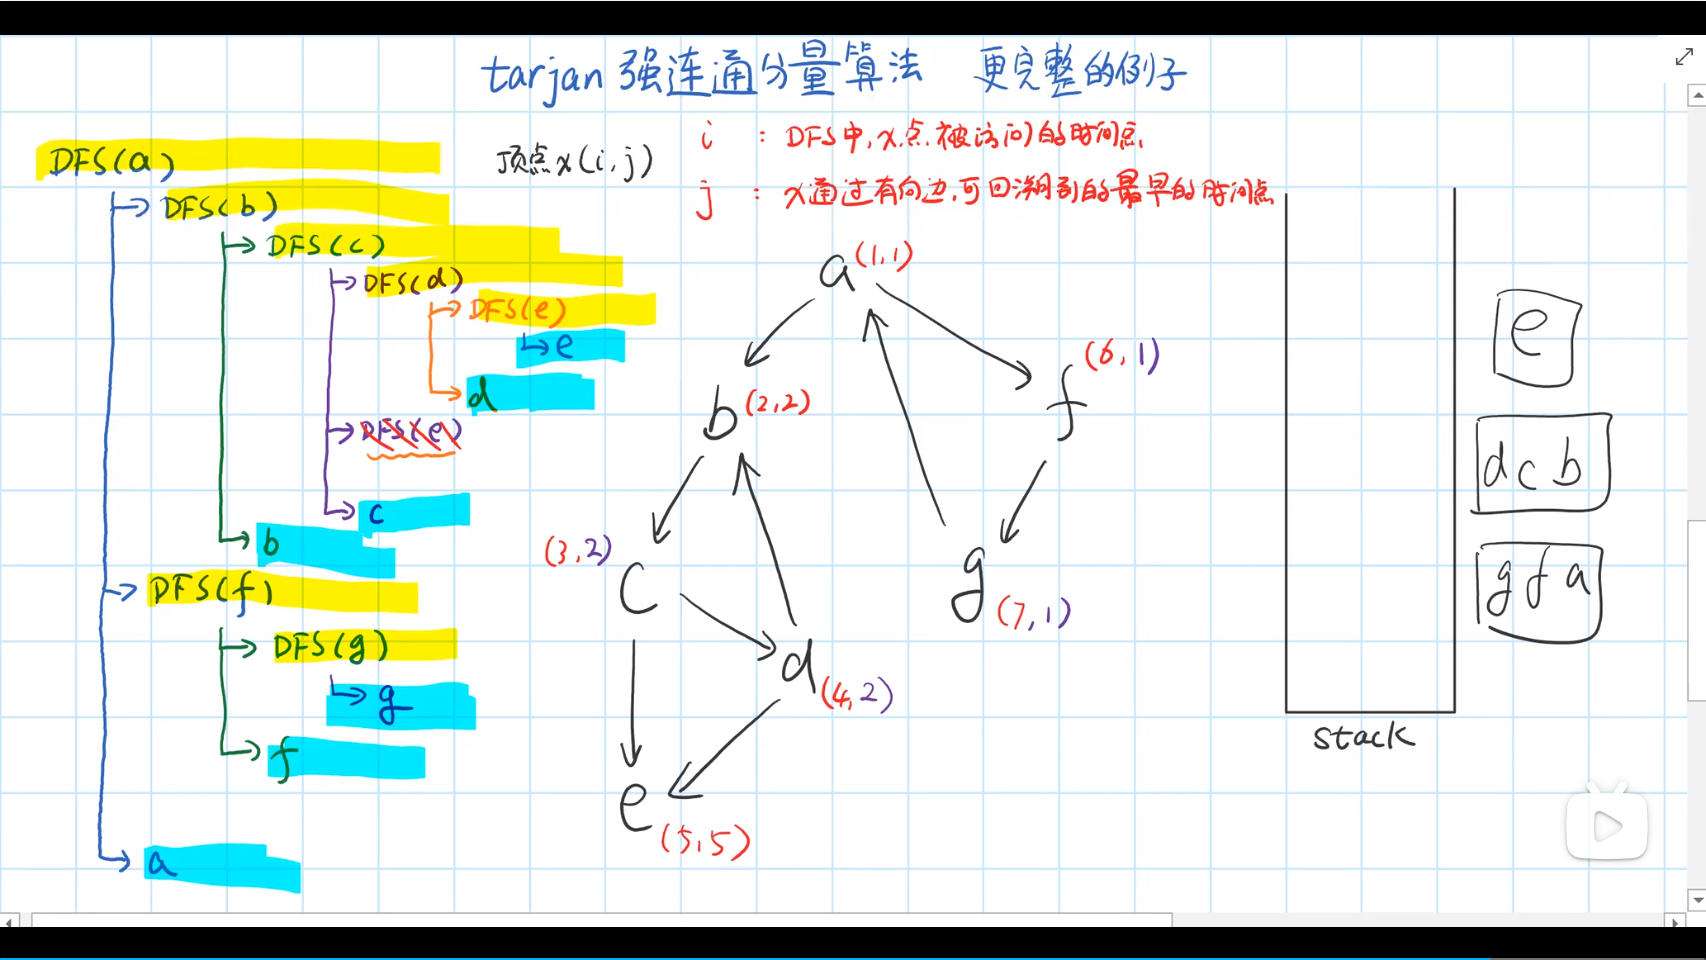 tarjan 强连通分量算法 更完整的例子
顶点x(i,j)
i : DFS中,x点被访问的时间点
j : x通过有向边,可回溯到的最早的时间点
DFS(a)
DFS(b)
DFS(c)
DFS(d)
DFS(e)
e
d
DFS(e)
c
b
DFS(f)
DFS(g)
g
f
a
a(1,1)
b(2,2)
f(6,1)
(3,2)
c
g(7,1)
d(4,2)
e(5,5)
stack
e
d c b
g f a